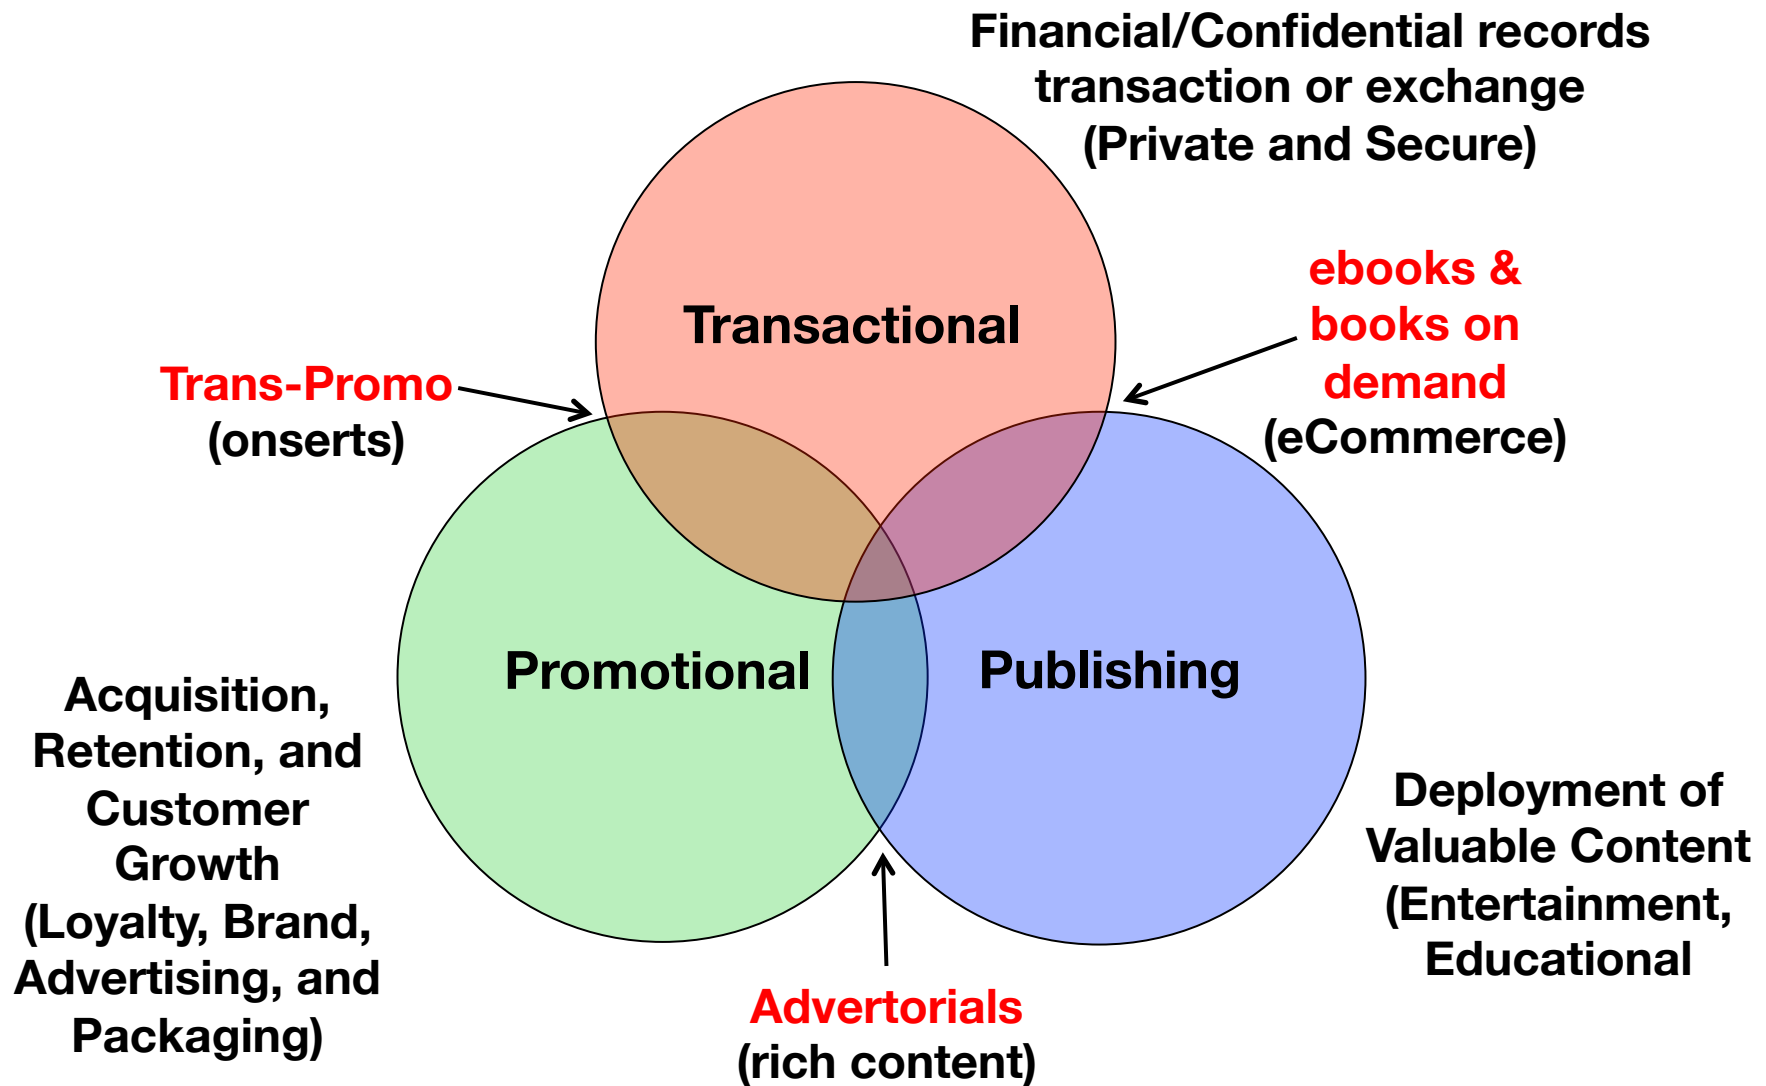 Financial/Confidential records
transaction or exchange
(Private and Secure)
Transactional
ebooks &
books on
demand
(eCommerce)
Trans-Promo
(onserts)
Promotional
Publishing
Acquisition,
Retention, and
Customer
Growth
(Loyalty, Brand,
Advertising, and
Packaging)
Deployment of
Valuable Content
(Entertainment,
Educational
Advertorials
(rich content)